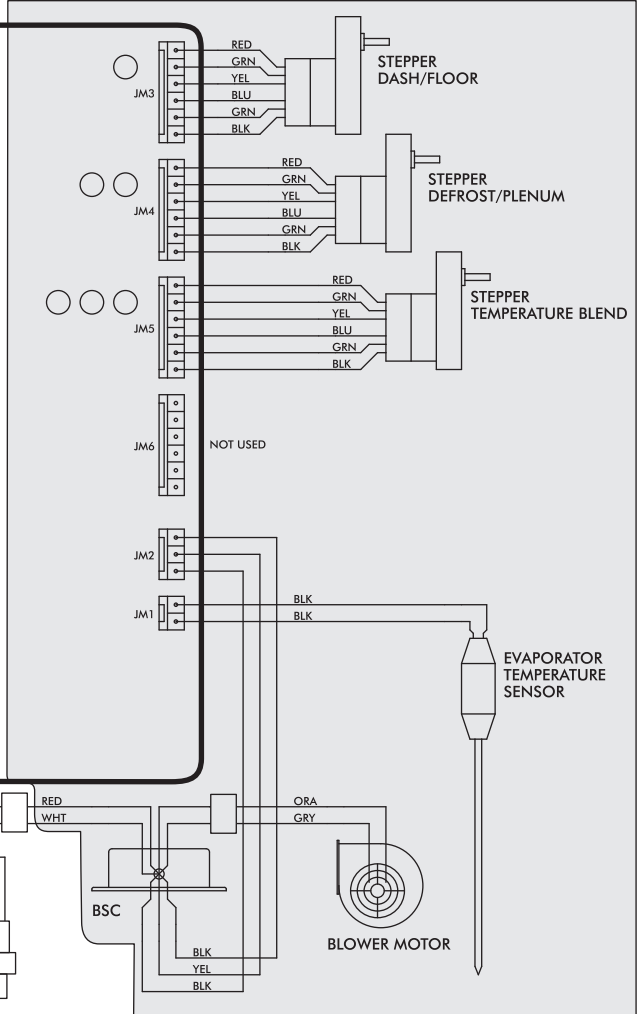 RED
GRN
YEL
BLU
GRN
BLK
JM3
STEPPER
DASH/FLOOR
RED
GRN
YEL
BLU
GRN
BLK
JM4
STEPPER
DEFROST/PLENUM
RED
GRN
YEL
BLU
GRN
BLK
JM5
STEPPER
TEMPERATURE BLEND
JM6
NOT USED
JM2
JM1
BLK
BLK
EVAPORATOR
TEMPERATURE
SENSOR
RED
WHT
ORA
GRY
BSC
BLOWER MOTOR
BLK
YEL
BLK